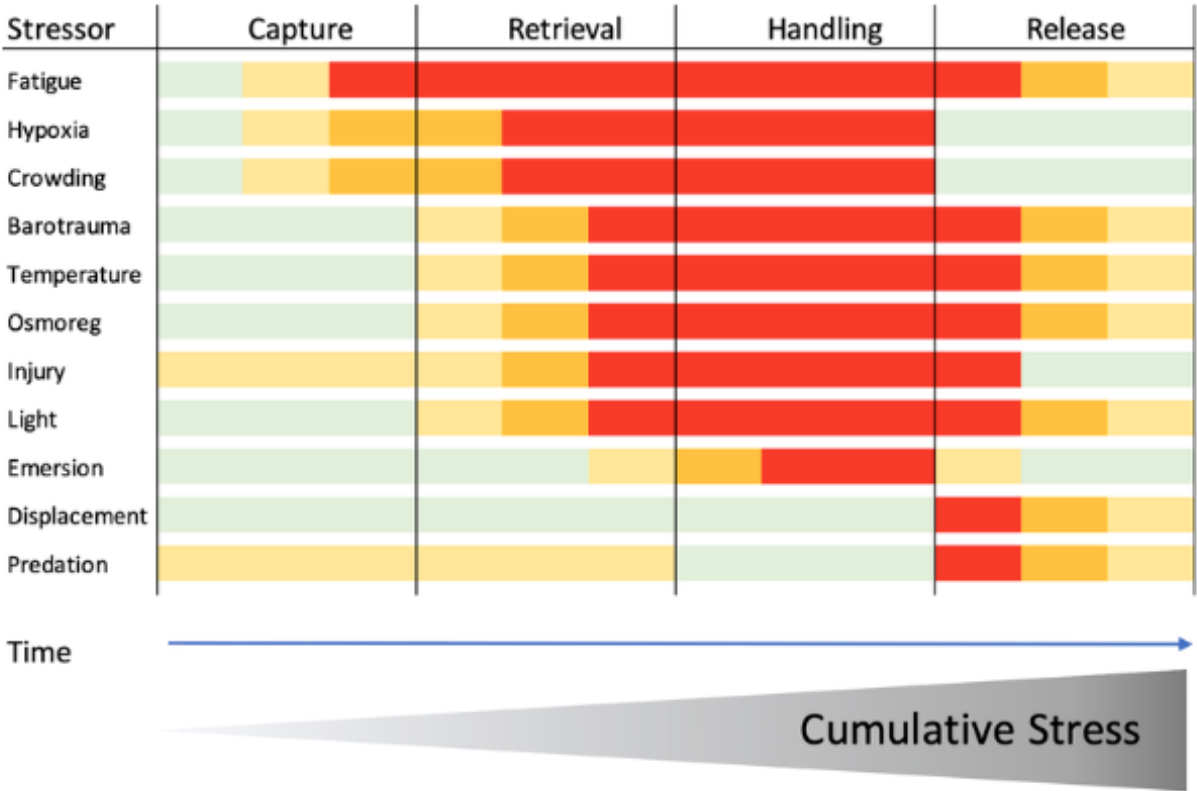 Stressor Capture Retrieval Handling Release
Fatigue
Hypoxia
Crowding
Barotrauma
Temperature
Osmoreg
Injury
Light
Emersion
Displacement
Predation
Time
Cumulative Stress